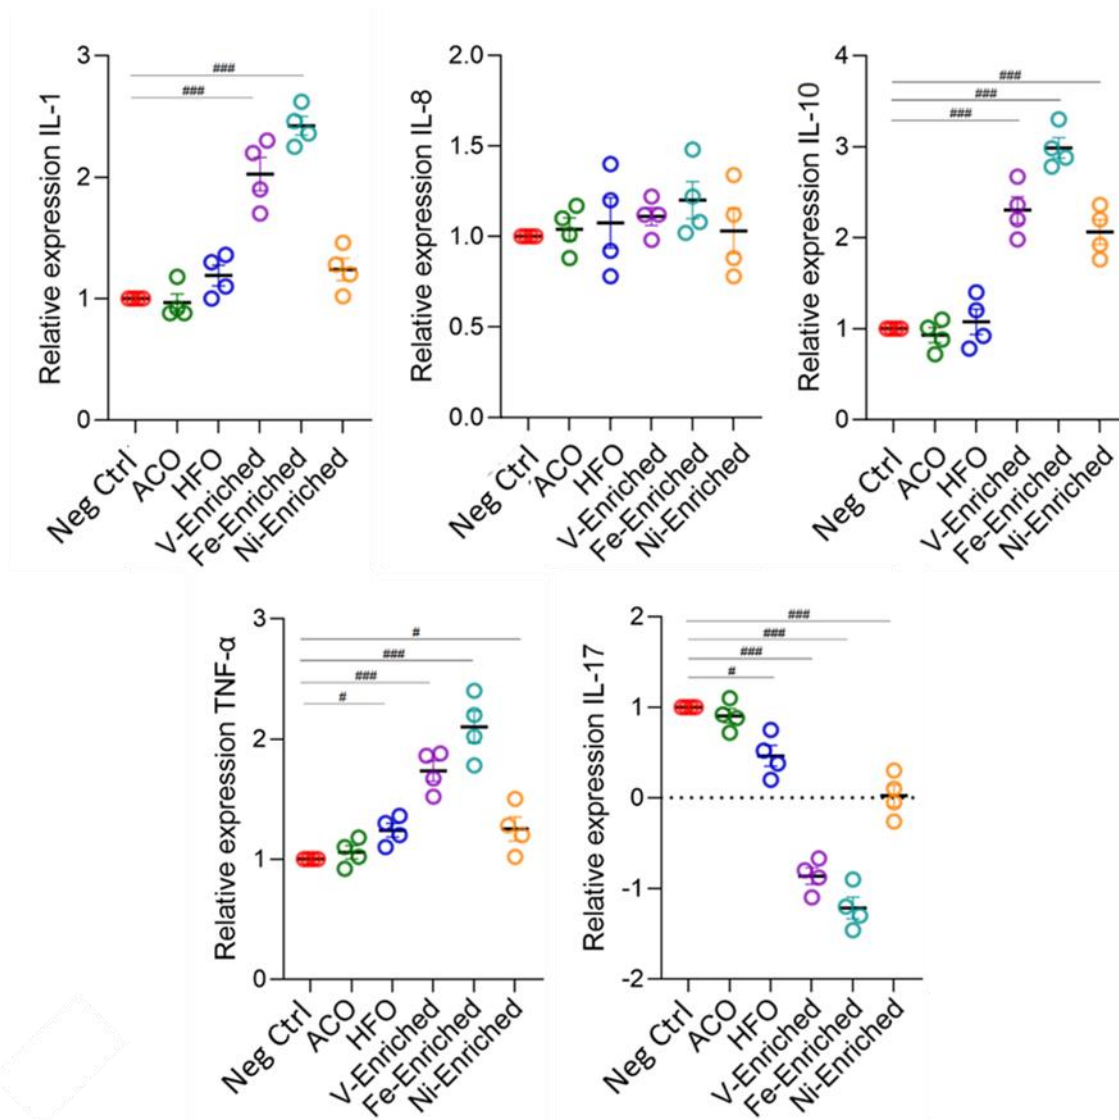 Relative expression IL-1
3
2
1
0
###
###
Neg Ctrl
ACO
HFO
V-Enriched
Fe-Enriched
Ni-Enriched
Relative expression IL-8
2.0
1.5
1.0
0.5
0.0
Neg Ctrl
ACO
HFO
V-Enriched
Fe-Enriched
Ni-Enriched
Relative expression IL-10
4
3
2
1
0
###
###
###
Neg Ctrl
ACO
HFO
V-Enriched
Fe-Enriched
Ni-Enriched
Relative expression TNF-α
3
2
1
0
#
###
###
#
Neg Ctrl
ACO
HFO
V-Enriched
Fe-Enriched
Ni-Enriched
Relative expression IL-17
2
1
0
-1
-2
###
###
###
#
Neg Ctrl
ACO
HFO
V-Enriched
Fe-Enriched
Ni-Enriched